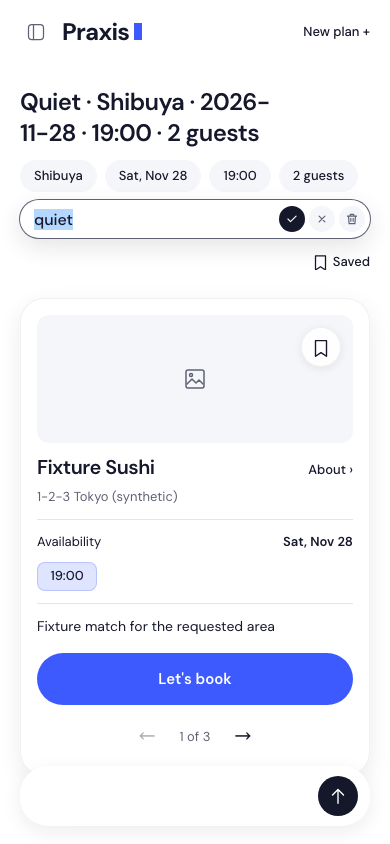 Praxis
New plan +
Quiet · Shibuya · 2026-
11-28 · 19:00 · 2 guests
Shibuya
Sat, Nov 28
19:00
2 guests
quiet
Saved
Fixture Sushi
About ›
1-2-3 Tokyo (synthetic)
Availability
Sat, Nov 28
19:00
Fixture match for the requested area
Let's book
1 of 3